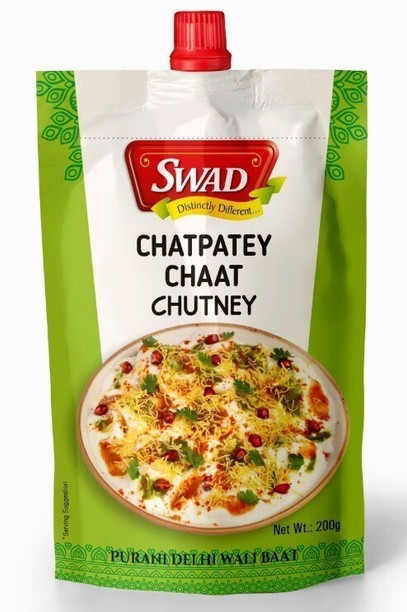 SWAD
Distinctly Different...
CHATPATEY
CHAAT
CHUTNEY
*Serving Suggestion
Net Wt.: 200g
PURANI DELHI WALI BAAT